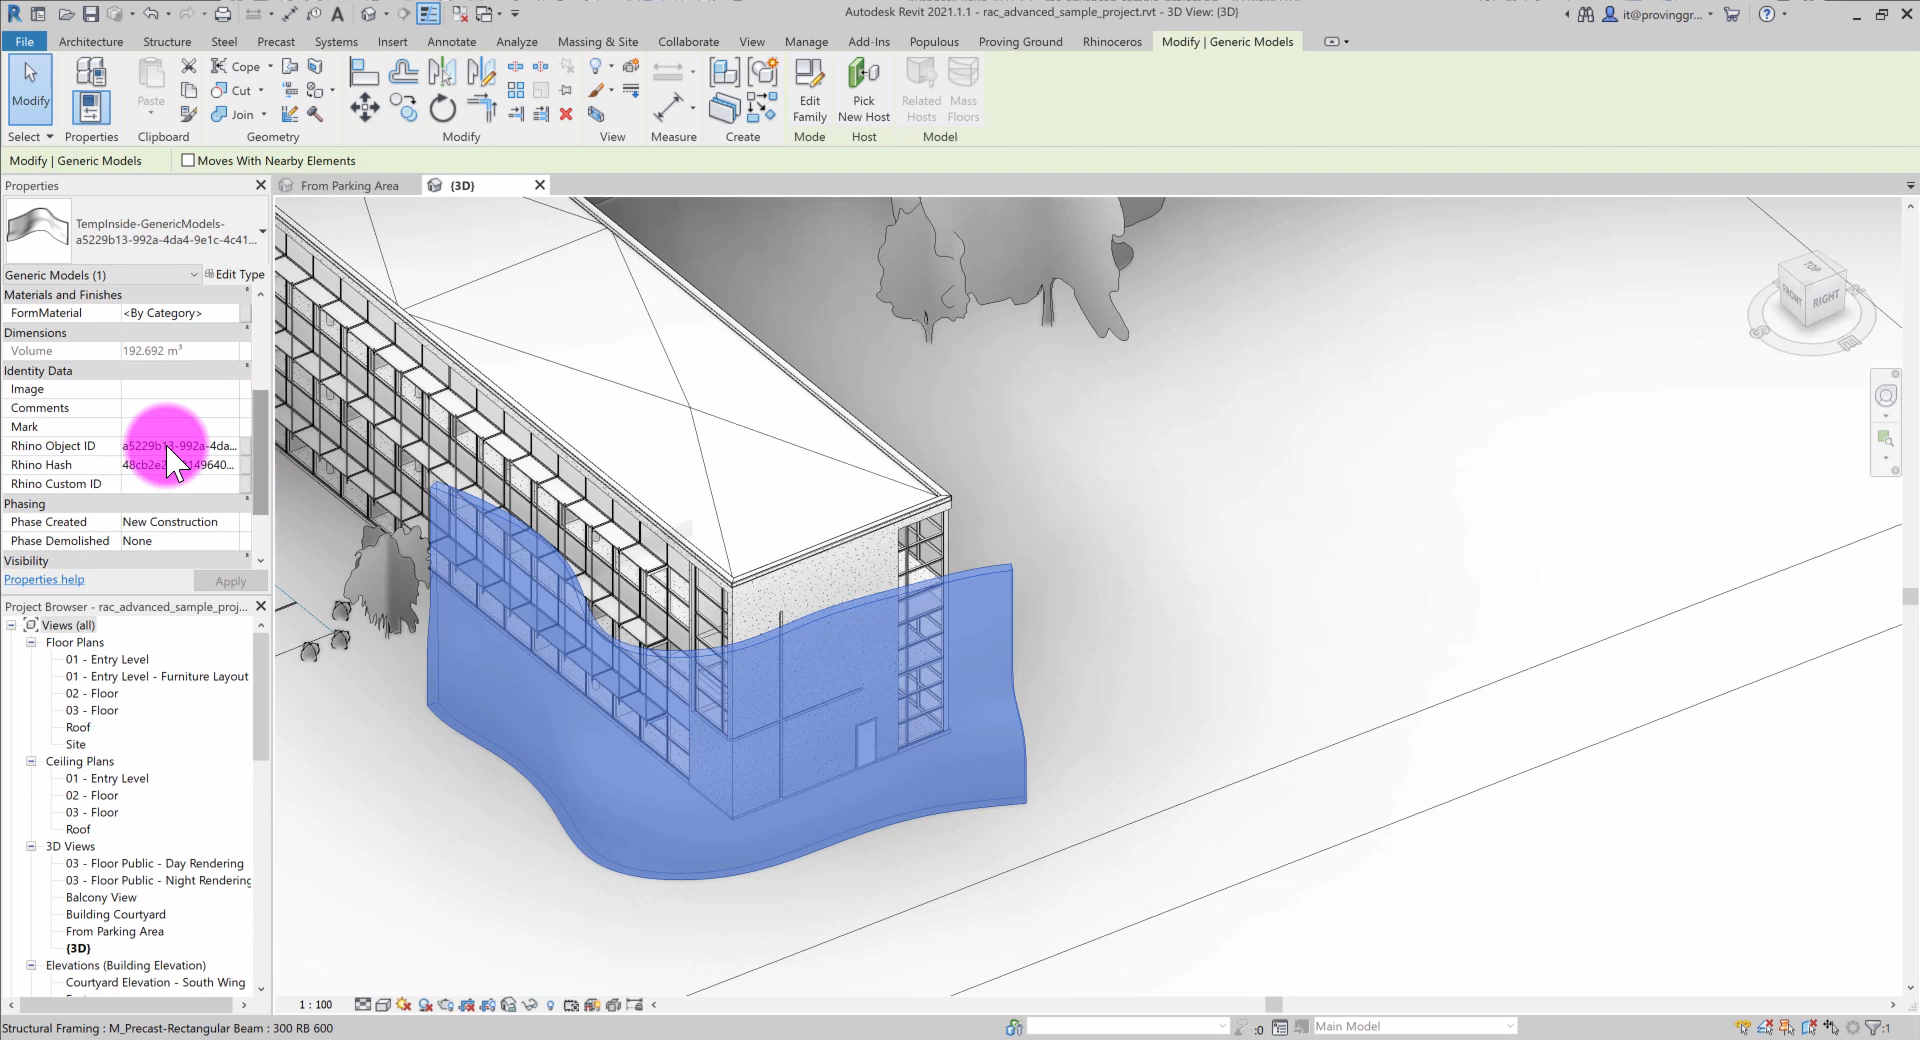 Autodesk Revit 2021.1.1 - rac_advanced_sample_project.rvt - 3D View: {3D}
it@provinggr...
File Architecture Structure Steel Precast Systems Insert Annotate Analyze Massing & Site Collaborate View Manage Add-Ins Populous Proving Ground Rhinoceros Modify | Generic Models
Modify
Paste
Cope
Cut
Join
Edit Family
Pick New Host
Related Hosts
Mass Floors
Select Properties Clipboard Geometry Modify View Measure Create Mode Host Model
Modify | Generic Models Moves With Nearby Elements
Properties
From Parking Area {3D}
TempInside-GenericModels-
a5229b13-992a-4da4-9e1c-4c41...
Generic Models (1) Edit Type
Materials and Finishes
FormMaterial <By Category>
Dimensions
Volume 192.692 m³
Identity Data
Image
Comments
Mark
Rhino Object ID a5229b13-992a-4da...
Rhino Hash
Rhino Custom ID
Phasing
Phase Created New Construction
Phase Demolished None
Visibility
Properties help Apply
Project Browser - rac_advanced_sample_proj...
Views (all)
Floor Plans
01 - Entry Level
01 - Entry Level - Furniture Layout
02 - Floor
03 - Floor
Roof
Site
Ceiling Plans
01 - Entry Level
02 - Floor
03 - Floor
Roof
3D Views
03 - Floor Public - Day Rendering
03 - Floor Public - Night Rendering
Balcony View
Building Courtyard
From Parking Area
{3D}
Elevations (Building Elevation)
Courtyard Elevation - South Wing
TOP
FRONT
RIGHT
1 : 100
Structural Framing : M_Precast-Rectangular Beam : 300 RB 600
:0
Main Model
:1